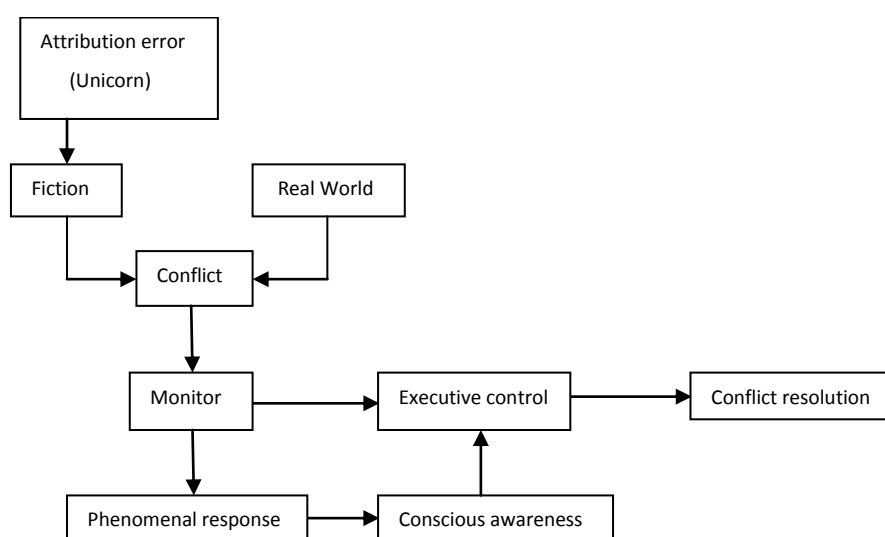 Attribution error
(Unicorn)
Fiction
Real World
Conflict
Monitor
Executive control
Conflict resolution
Phenomenal response
Conscious awareness